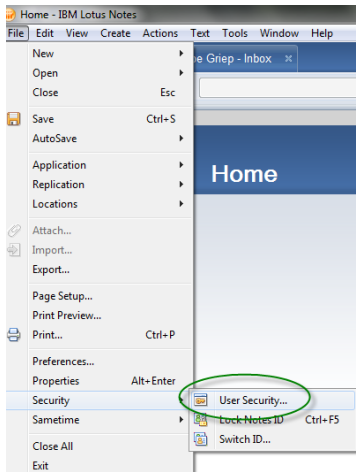 Home - IBM Lotus Notes
File Edit View Create Actions Text Tools Window Help
New
Open
Close Esc
Save Ctrl+S
AutoSave
Application
Replication
Locations
Attach...
Import...
Export...
Page Setup...
Print Preview...
Print... Ctrl+P
Preferences...
Properties Alt+Enter
Security
Sametime
Close All
Exit
e Griep - Inbox
Home
User Security...
Lock Notes ID Ctrl+F5
Switch ID...